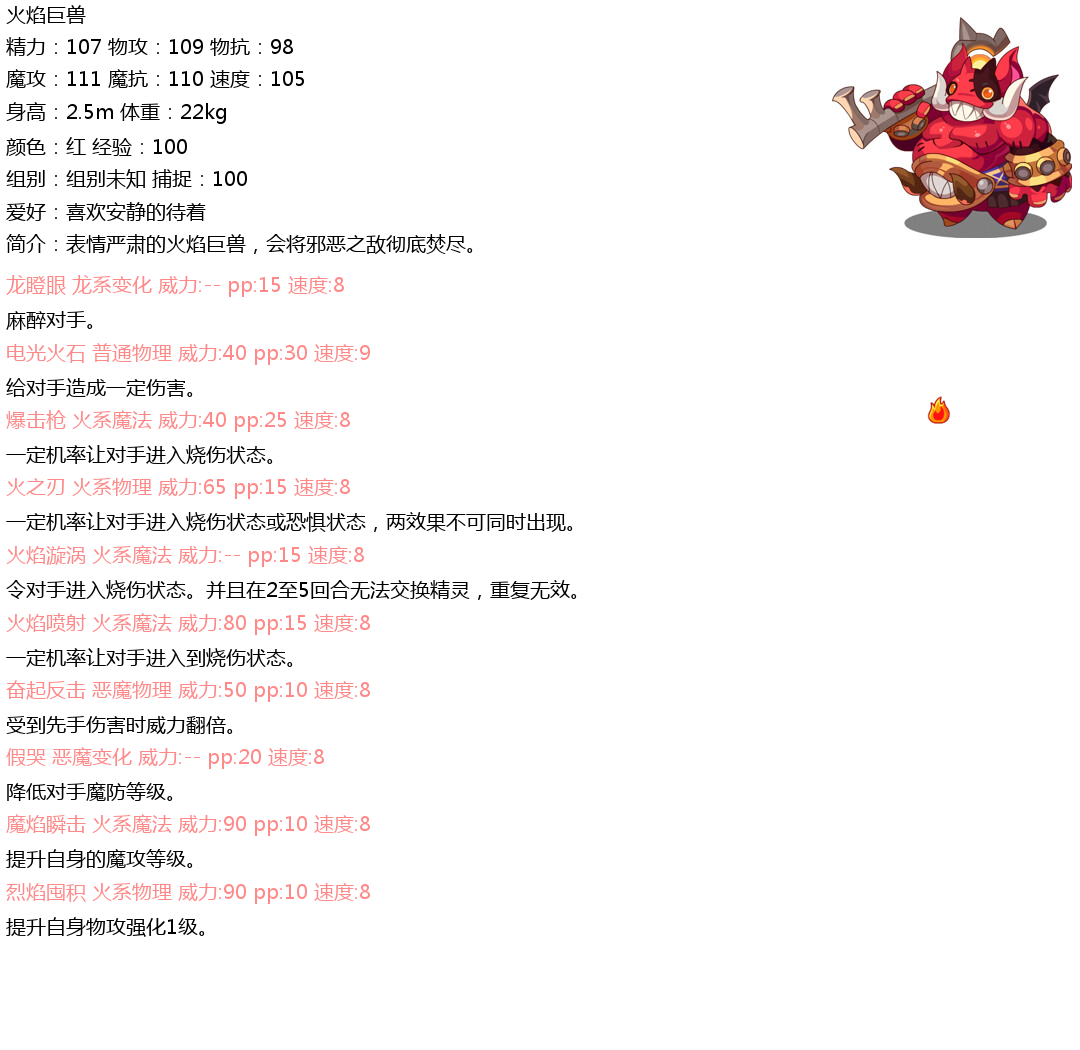 火焰巨兽
精力：107 物攻：109 物抗：98
魔攻：111 魔抗：110 速度：105
身高：2.5m 体重：22kg
颜色：红 经验：100
组别：组别未知 捕捉：100
爱好：喜欢安静的待着
简介：表情严肃的火焰巨兽，会将邪恶之敌彻底焚尽。
龙瞪眼 龙系变化 威力:-- pp:15 速度:8
麻醉对手。
电光火石 普通物理 威力:40 pp:30 速度:9
给对手造成一定伤害。
爆击枪 火系魔法 威力:40 pp:25 速度:8
一定机率让对手进入烧伤状态。
火之刃 火系物理 威力:65 pp:15 速度:8
一定机率让对手进入烧伤状态或恐惧状态，两效果不可同时出现。
火焰漩涡 火系魔法 威力:-- pp:15 速度:8
令对手进入烧伤状态。并且在2至5回合无法交换精灵，重复无效。
火焰喷射 火系魔法 威力:80 pp:15 速度:8
一定机率让对手进入到烧伤状态。
奋起反击 恶魔物理 威力:50 pp:10 速度:8
受到先手伤害时威力翻倍。
假哭 恶魔变化 威力:-- pp:20 速度:8
降低对手魔防等级。
魔焰瞬击 火系魔法 威力:90 pp:10 速度:8
提升自身的魔攻等级。
烈焰囤积 火系物理 威力:90 pp:10 速度:8
提升自身物攻强化1级。